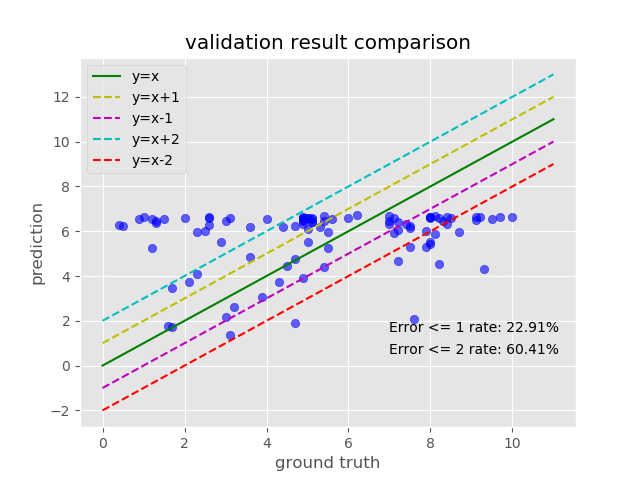 validation result comparison
y=x
y=x+1
y=x-1
y=x+2
y=x-2
12
10
8
6
4
2
0
−2
prediction
Error <= 1 rate: 22.91%
Error <= 2 rate: 60.41%
0 2 4 6 8 10
ground truth